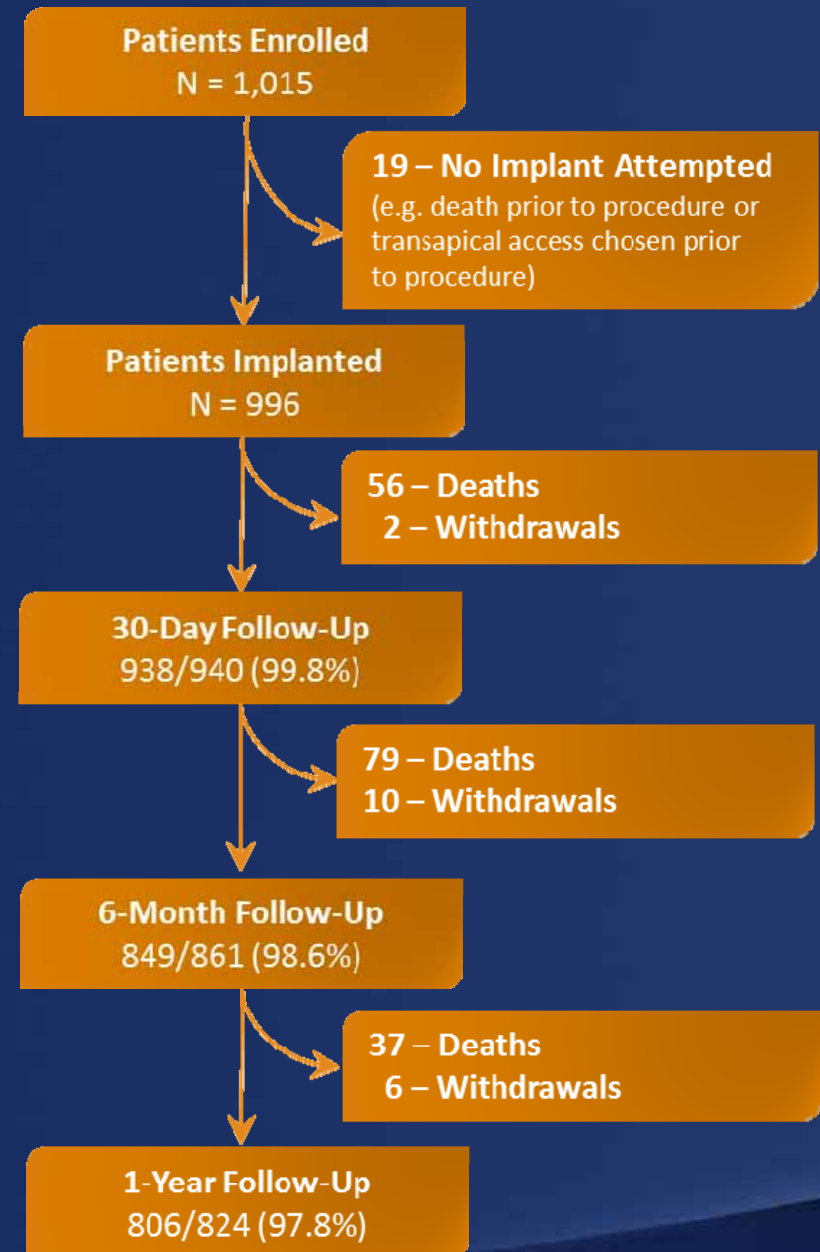 Patients Enrolled
N = 1,015
19 – No Implant Attempted
(e.g. death prior to procedure or
transapical access chosen prior
to procedure)
Patients Implanted
N = 996
56 – Deaths
2 – Withdrawals
30-Day Follow-Up
938/940 (99.8%)
79 – Deaths
10 – Withdrawals
6-Month Follow-Up
849/861 (98.6%)
37 – Deaths
6 – Withdrawals
1-Year Follow-Up
806/824 (97.8%)